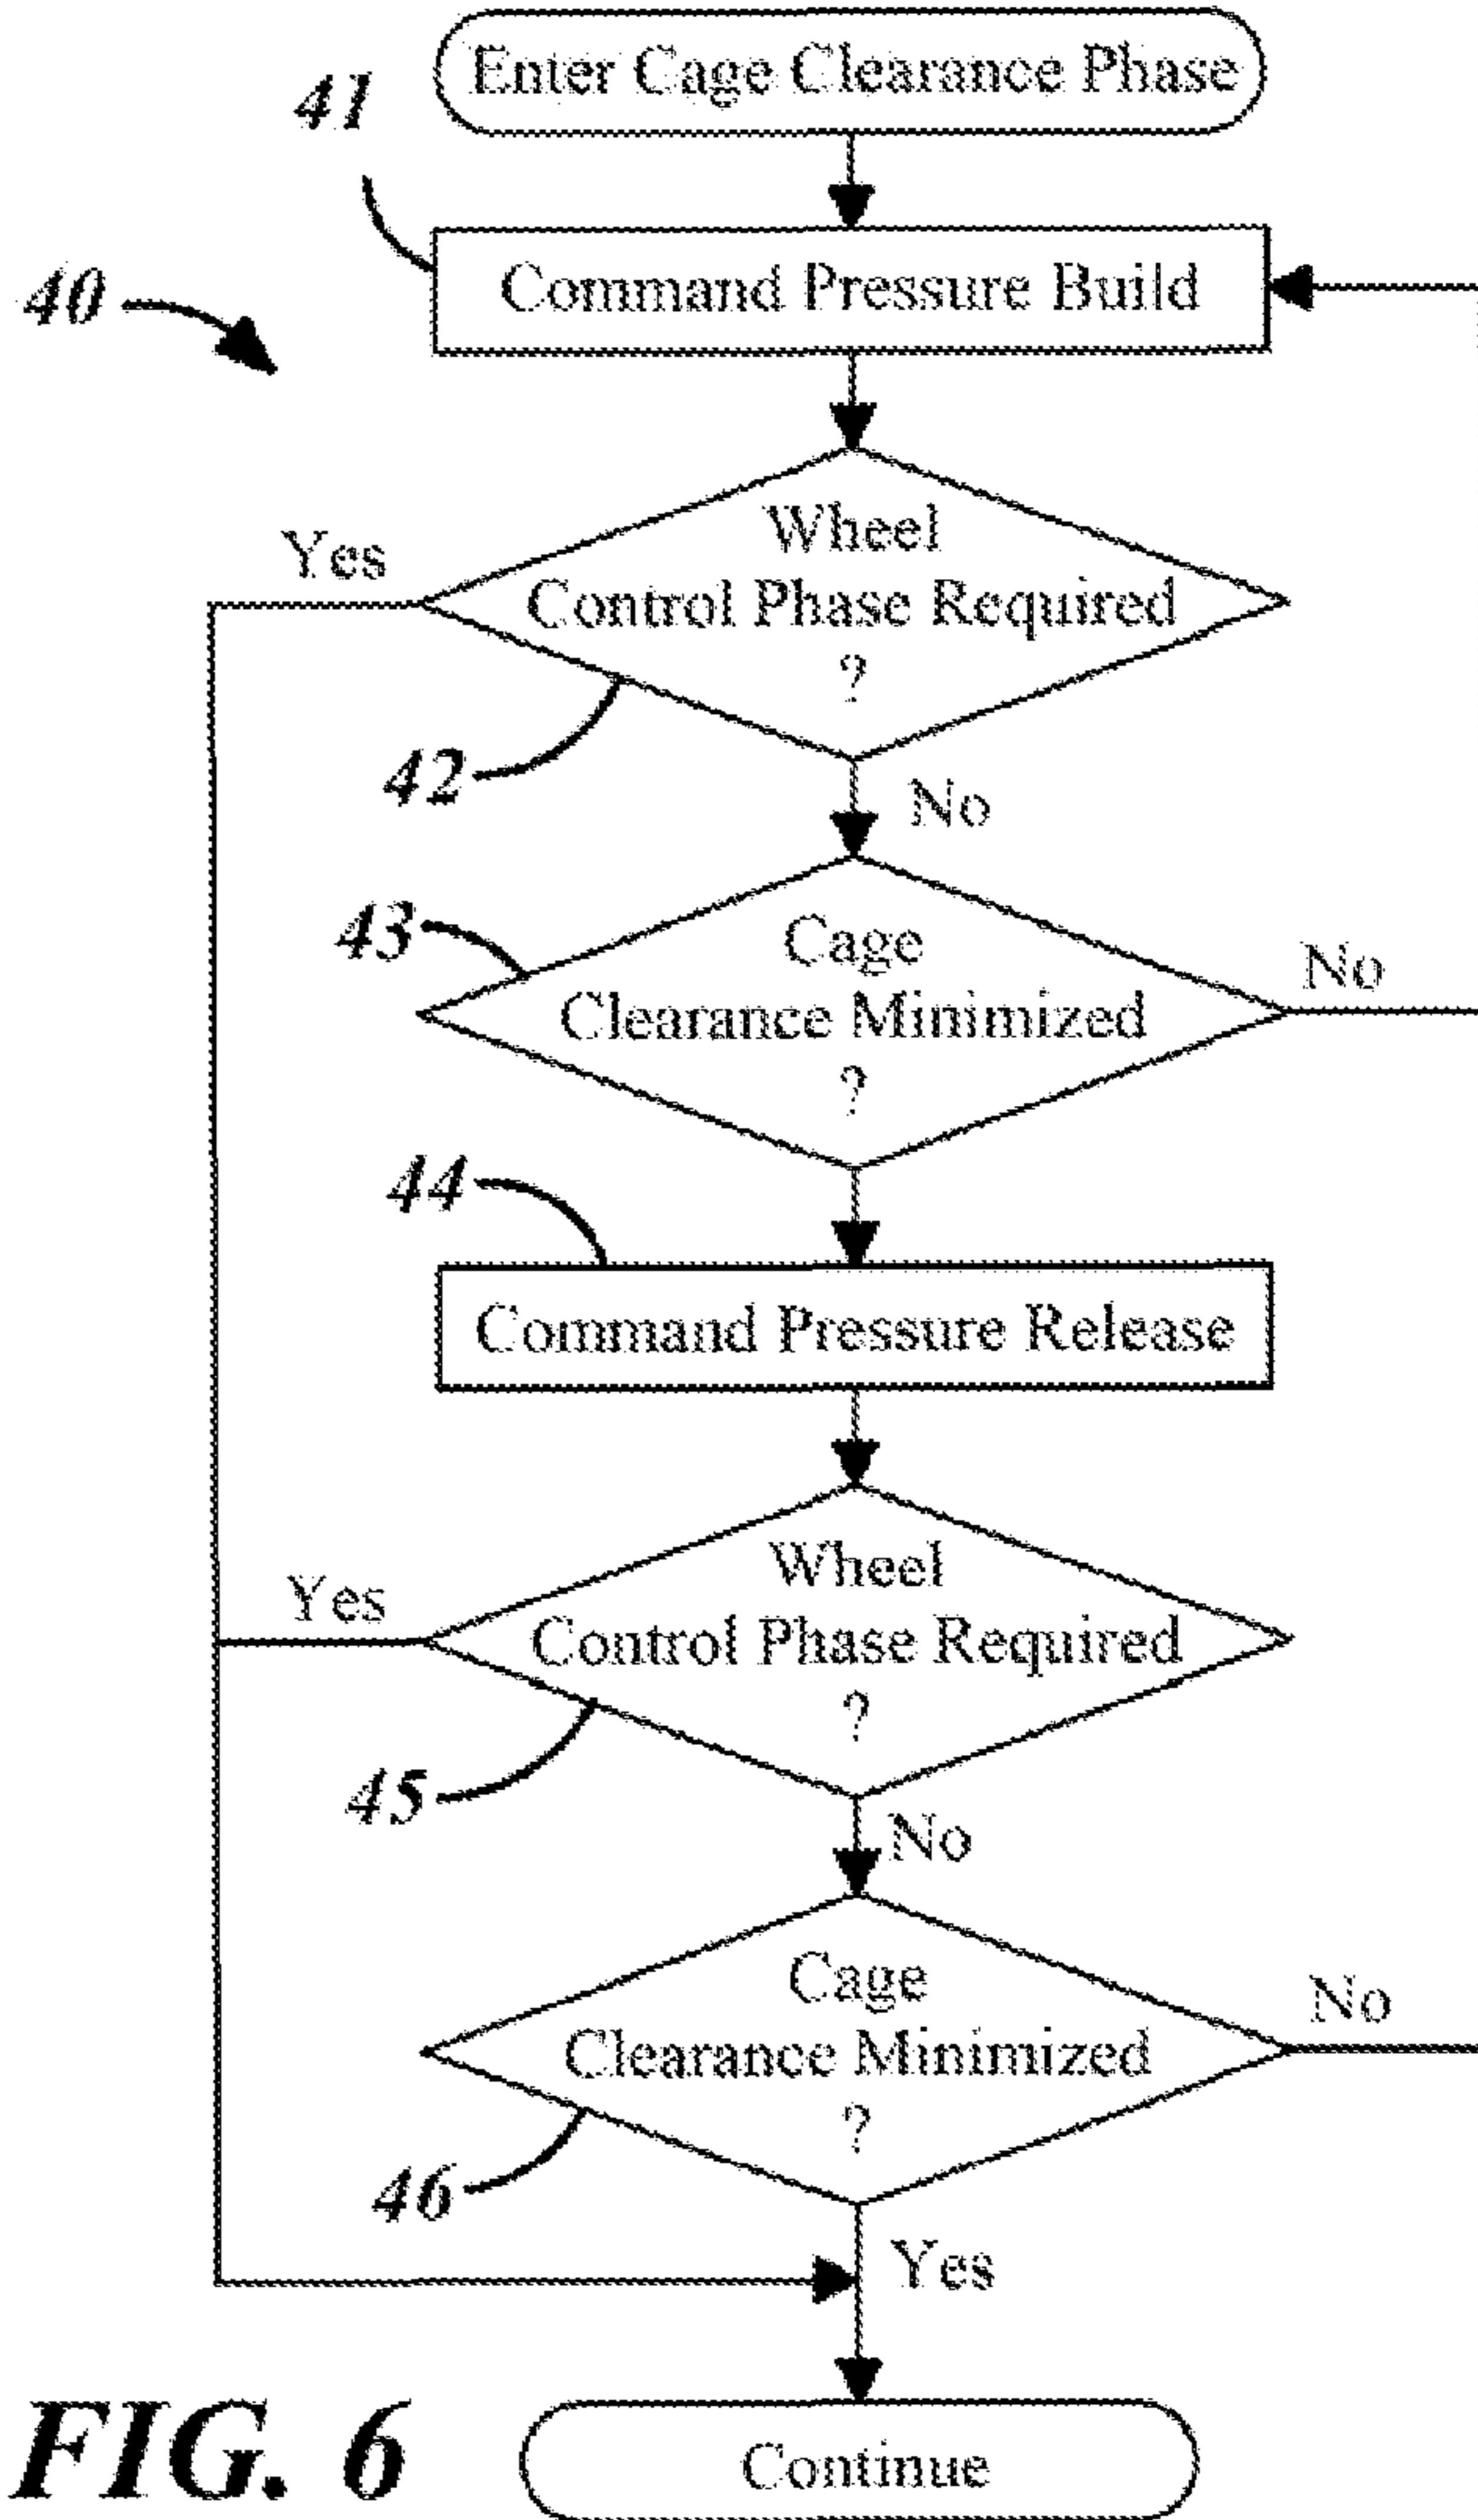 Enter Cage Clearance Phase
41
40
Command Pressure Build
Wheel
Control Phase Required
?
Yes
42
No
43
Cage
Clearance Minimized
?
No
44
Command Pressure Release
Wheel
Control Phase Required
?
Yes
45
No
Cage
Clearance Minimized
?
No
46
Yes
Continue
FIG. 6